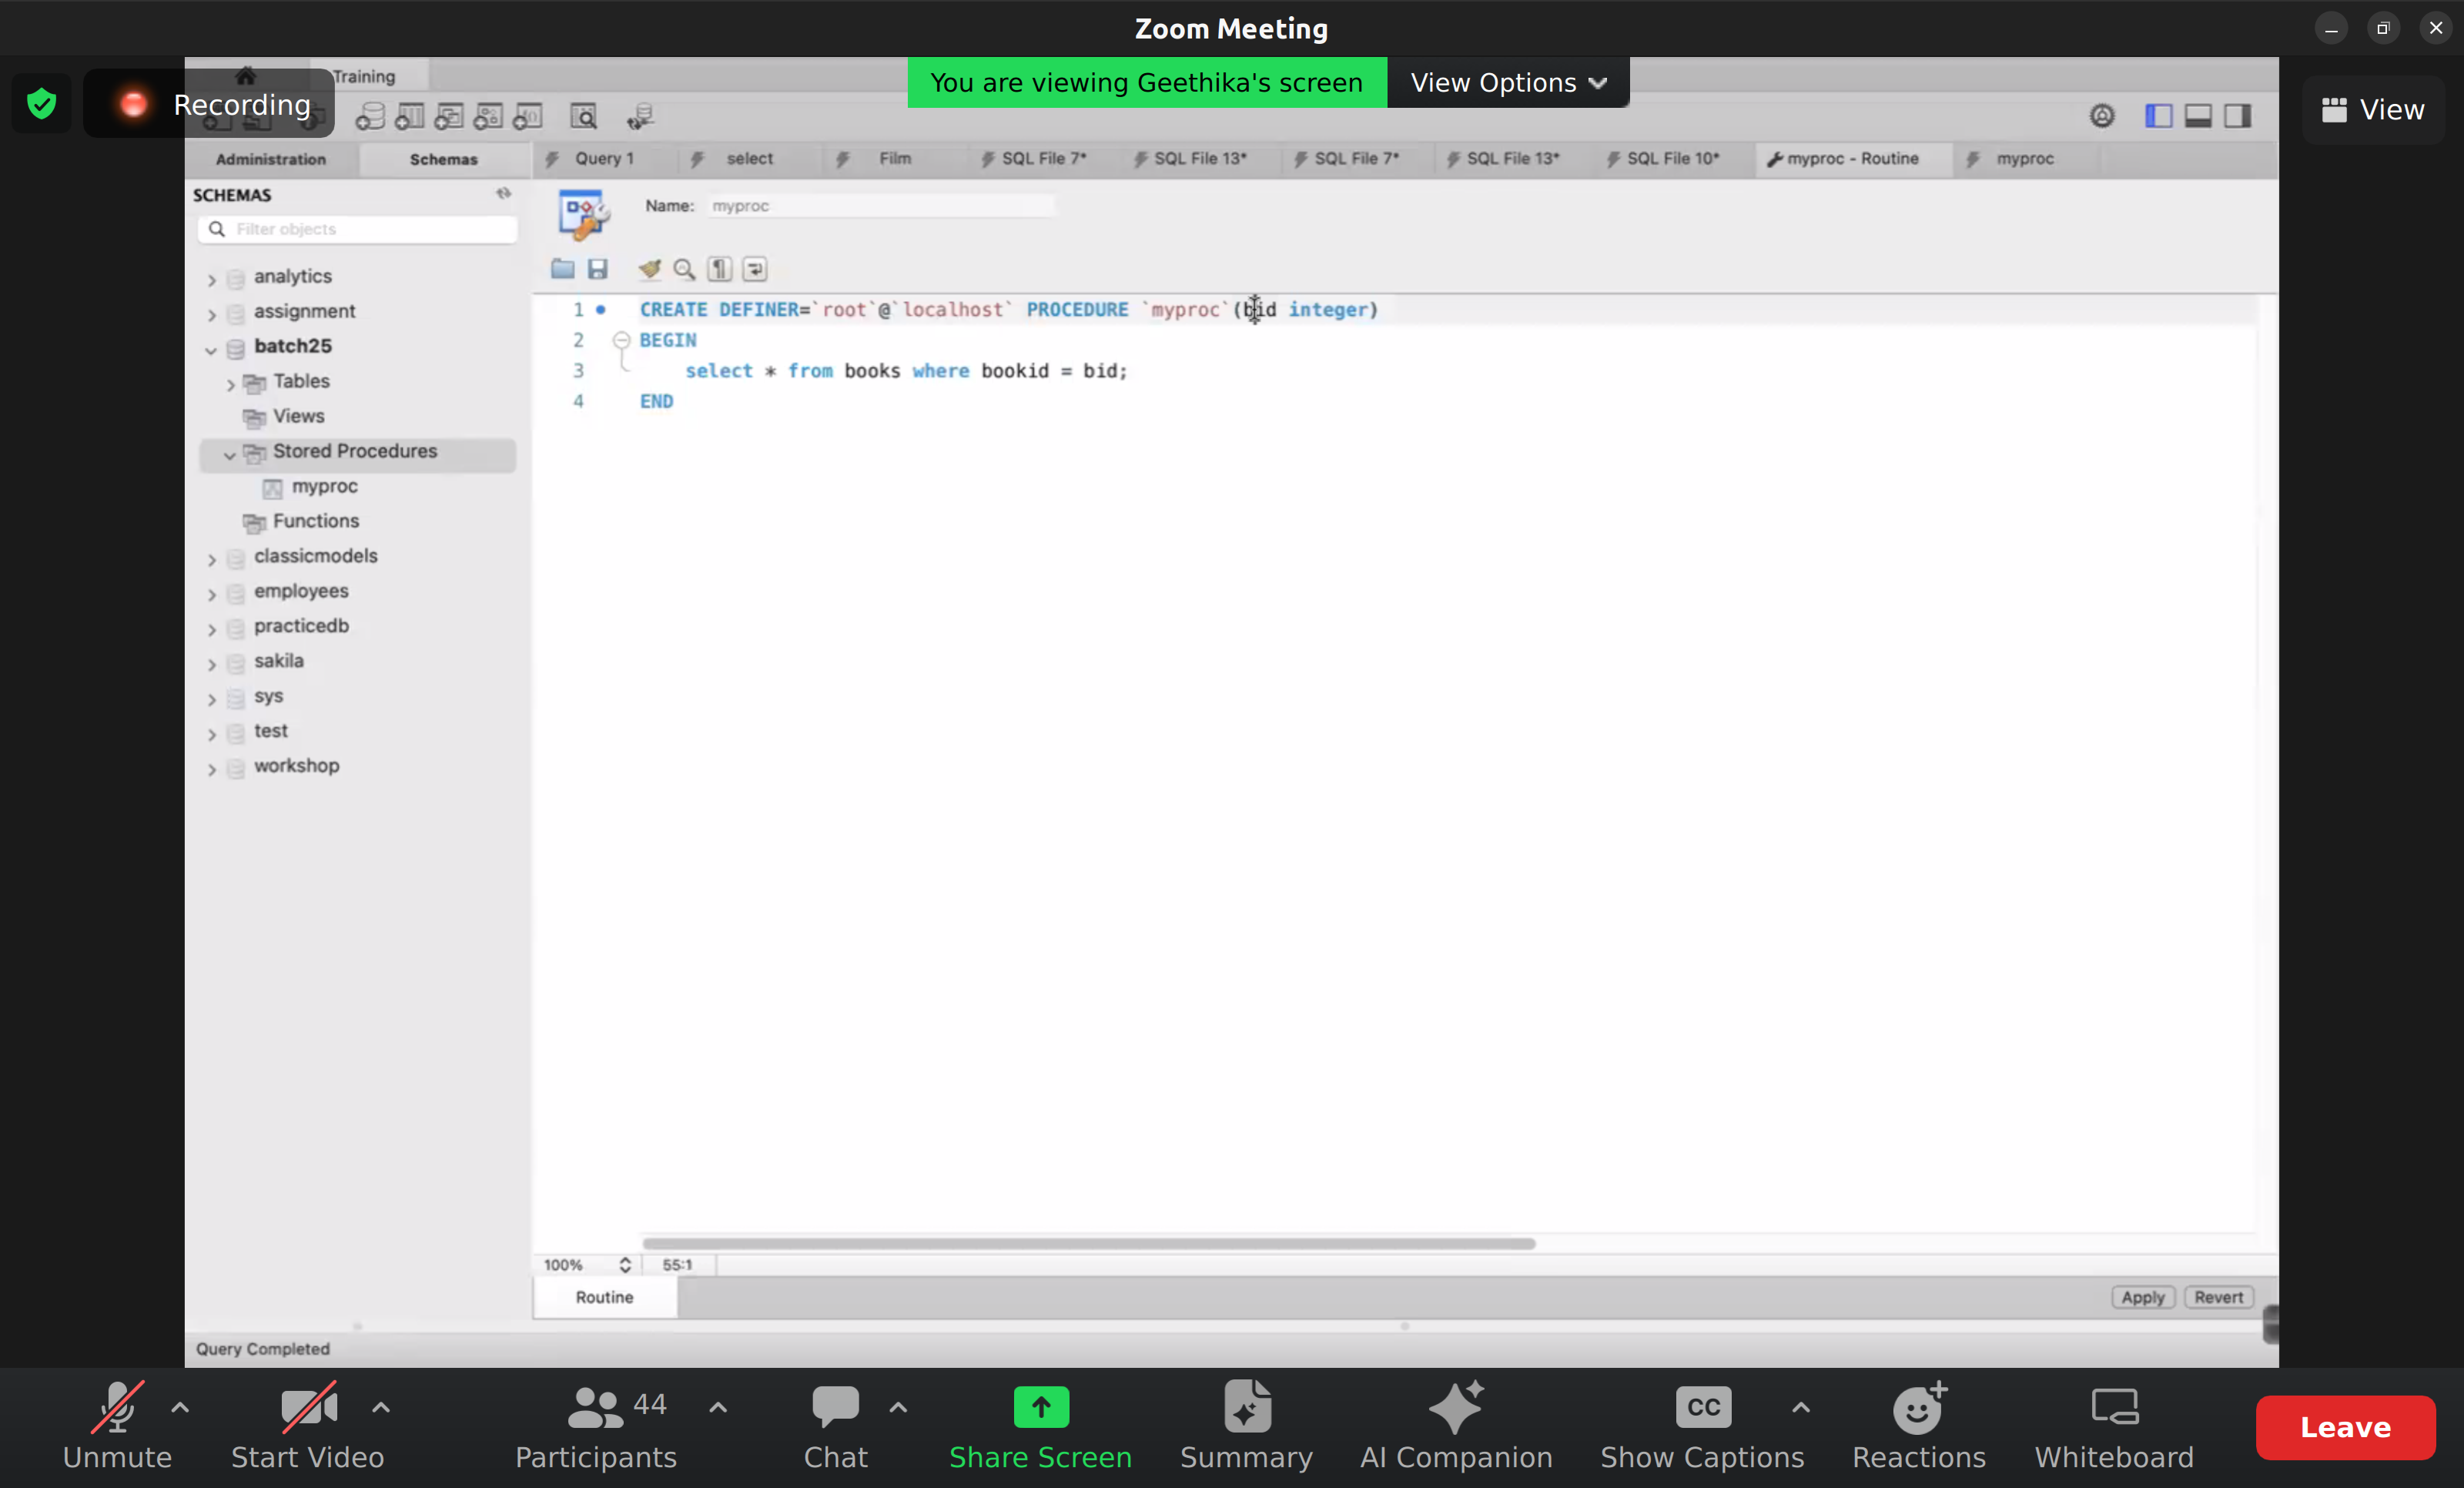 Zoom Meeting
Training
You are viewing Geethika's screen
View Options
Recording
View
Administration
Schemas
Query 1
select
Film
SQL File 7*
SQL File 13*
SQL File 7*
SQL File 13*
SQL File 10*
myproc - Routine
myproc
SCHEMAS
Filter objects
analytics
assignment
batch25
Tables
Views
Stored Procedures
myproc
Functions
classicmodels
employees
practicedb
sakila
sys
test
workshop
Name: myproc
1 CREATE DEFINER=`root`@`localhost` PROCEDURE `myproc`(bid integer)
2 BEGIN
3 select * from books where bookid = bid;
4 END
100%
55:1
Routine
Apply
Revert
Query Completed
Unmute
Start Video
44
Participants
Chat
Share Screen
Summary
AI Companion
CC
Show Captions
Reactions
Whiteboard
Leave